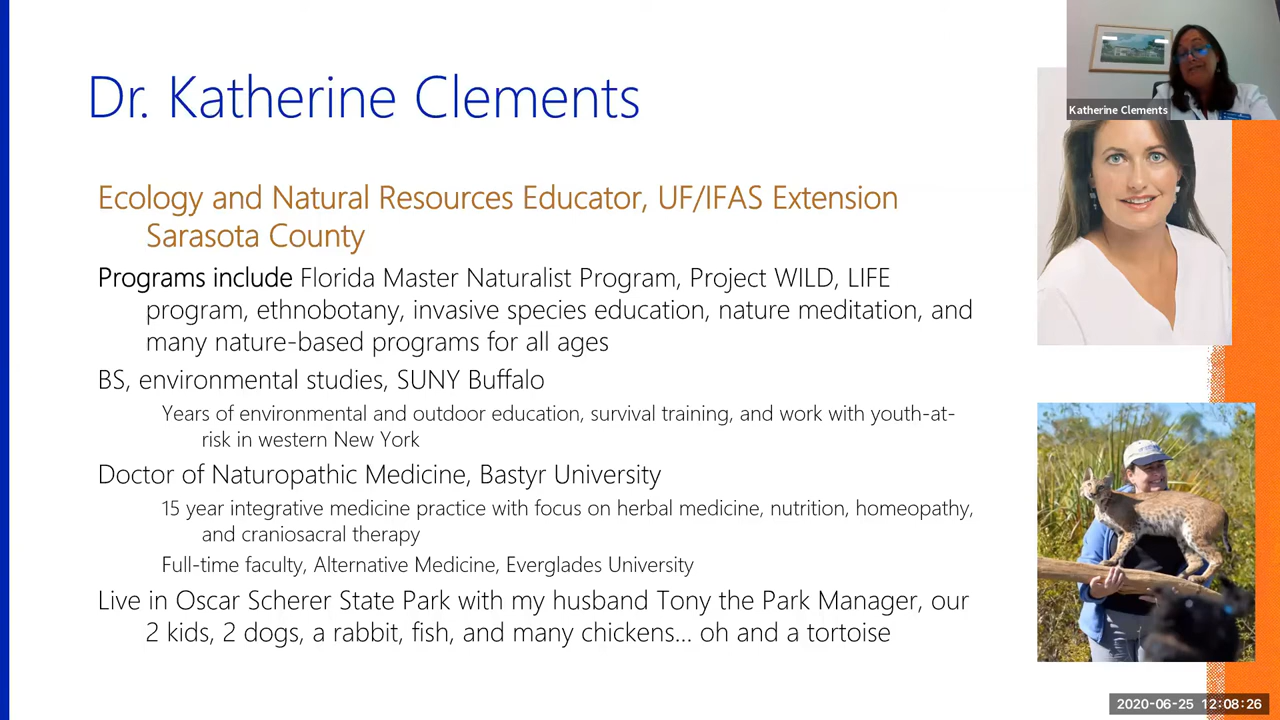 Dr. Katherine Clements
Katherine Clements
Ecology and Natural Resources Educator, UF/IFAS Extension
Sarasota County
Programs include Florida Master Naturalist Program, Project WILD, LIFE
program, ethnobotany, invasive species education, nature meditation, and
many nature-based programs for all ages
BS, environmental studies, SUNY Buffalo
Years of environmental and outdoor education, survival training, and work with youth-at-
risk in western New York
Doctor of Naturopathic Medicine, Bastyr University
15 year integrative medicine practice with focus on herbal medicine, nutrition, homeopathy,
and craniosacral therapy
Full-time faculty, Alternative Medicine, Everglades University
Live in Oscar Scherer State Park with my husband Tony the Park Manager, our
2 kids, 2 dogs, a rabbit, fish, and many chickens... oh and a tortoise
2020-06-25 12:08:26